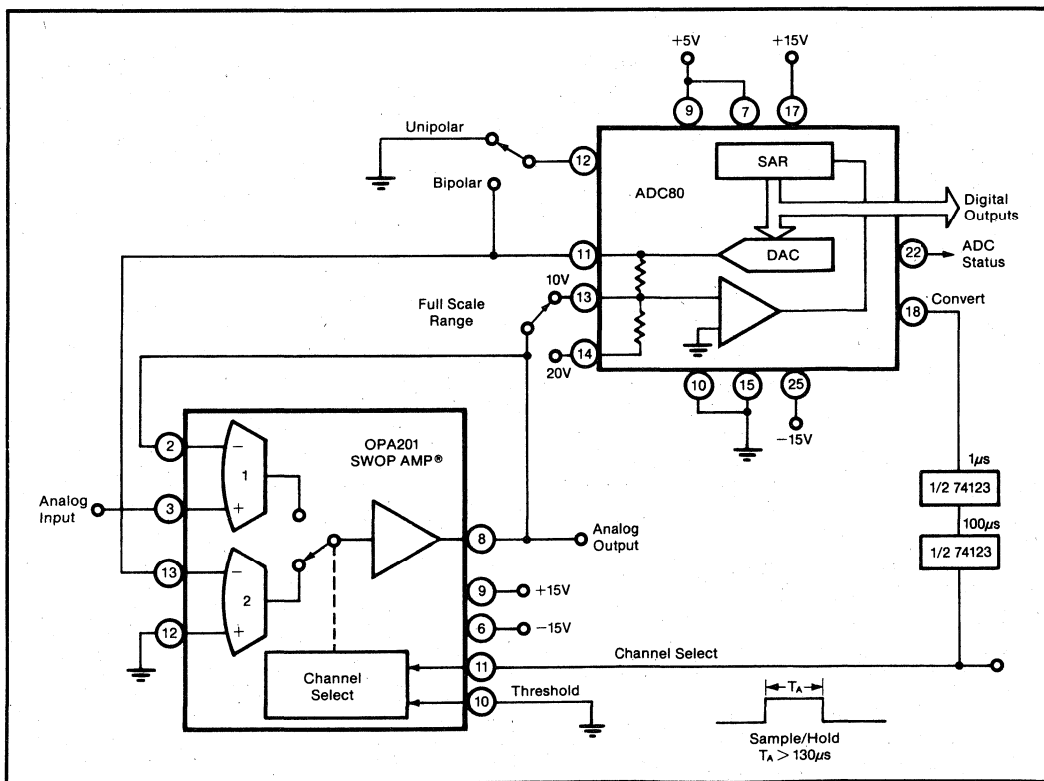 +5V
+15V
9
7
17
Unipolar
12
SAR
ADC80
Bipolar
Digital
Outputs
11
DAC
22
ADC
Status
10V
13
Full Scale
Range
18
Convert
14
20V
10
15
25
−15V
2
−
1
+
OPA201
SWOP AMP®
1μs
1/2 74123
Analog
Input
3
100μs
1/2 74123
8
Analog
Output
13
−
2
+
9
+15V
12
6
−15V
11
Channel Select
Channel
Select
10
Threshold
TA
Sample/Hold
TA > 130μs